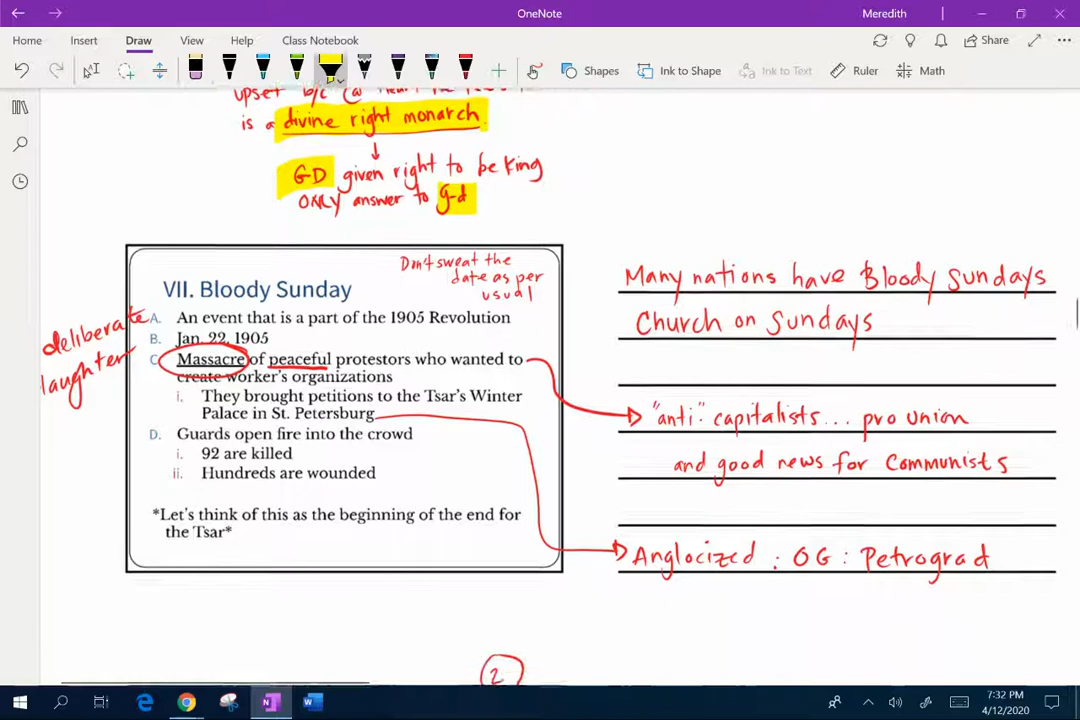 OneNote
Meredith
Home Insert Draw View Help Class Notebook
Share
Shapes Ink to Shape Ink to Text Ruler Math
upset b/c @
is a divine right monarch
GD given right to be king
ONLY answer to g-d
Don't sweat the
date as per
usual
VII. Bloody Sunday
A. An event that is a part of the 1905 Revolution
B. Jan. 22, 1905
C. Massacre of peaceful protestors who wanted to
create worker's organizations
i. They brought petitions to the Tsar's Winter
Palace in St. Petersburg
D. Guards open fire into the crowd
i. 92 are killed
ii. Hundreds are wounded
*Let's think of this as the beginning of the end for
the Tsar*
deliberate
laughter
Many nations have Bloody Sundays
Church on Sundays
"anti" capitalists... pro union
and good news for Communists
Anglocized : OG : Petrograd
2
7:32 PM
4/12/2020